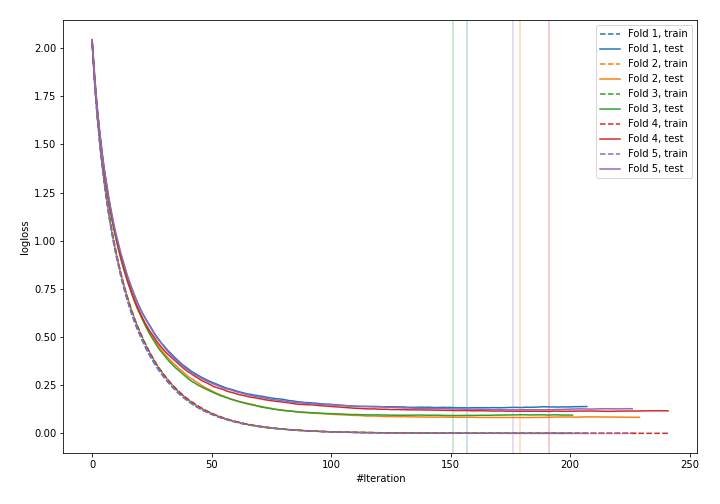 2.00
1.75
1.50
1.25
1.00
0.75
0.50
0.25
0.00
logloss
0
50
100
150
200
250
#Iteration
Fold 1, train
Fold 1, test
Fold 2, train
Fold 2, test
Fold 3, train
Fold 3, test
Fold 4, train
Fold 4, test
Fold 5, train
Fold 5, test